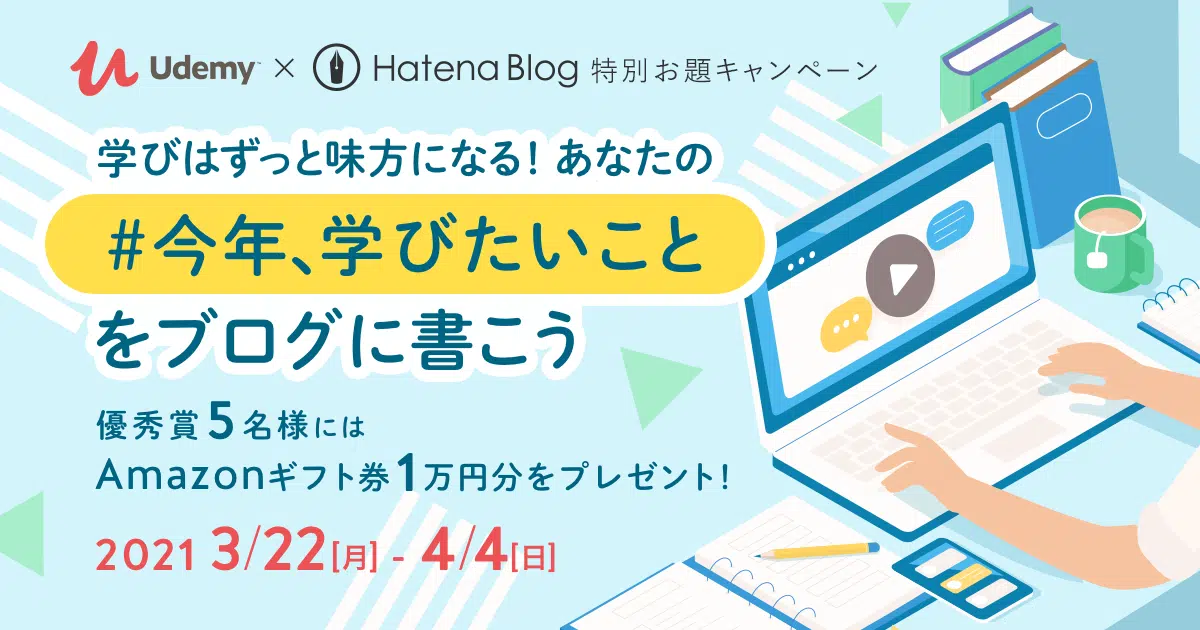 Udemy × Hatena Blog 特別お題キャンペーン
学びはずっと味方になる! あなたの
#今年、学びたいこと
をブログに書こう
優秀賞5名様には
Amazonギフト券1万円分をプレゼント!
2021 3/22[月] - 4/4[日]